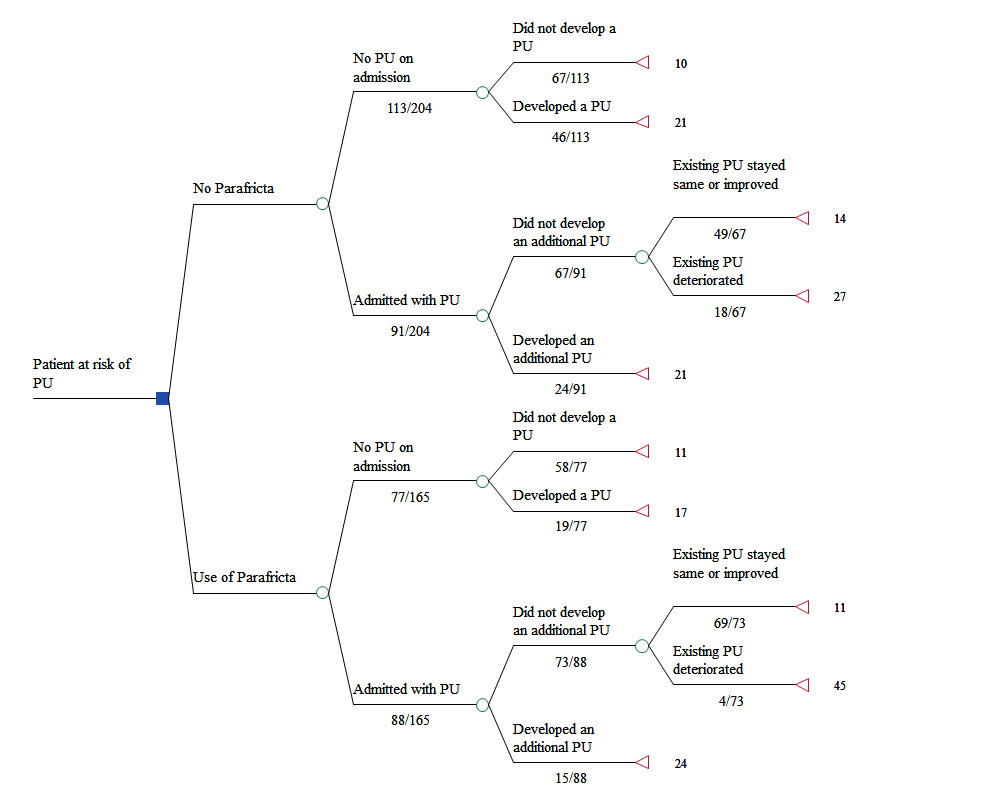 Did not develop a
PU
67/113
10
No PU on
admission
113/204
Developed a PU
46/113
21
Existing PU stayed
same or improved
49/67
14
No Parafricta
Did not develop
an additional PU
67/91
Existing PU
deteriorated
18/67
27
Admitted with PU
91/204
Developed an
additional PU
24/91
21
Patient at risk of
PU
Did not develop a
PU
58/77
11
No PU on
admission
77/165
Developed a PU
19/77
17
Existing PU stayed
same or improved
69/73
11
Use of Parafricta
Did not develop
an additional PU
73/88
Existing PU
deteriorated
4/73
45
Admitted with PU
88/165
Developed an
additional PU
15/88
24